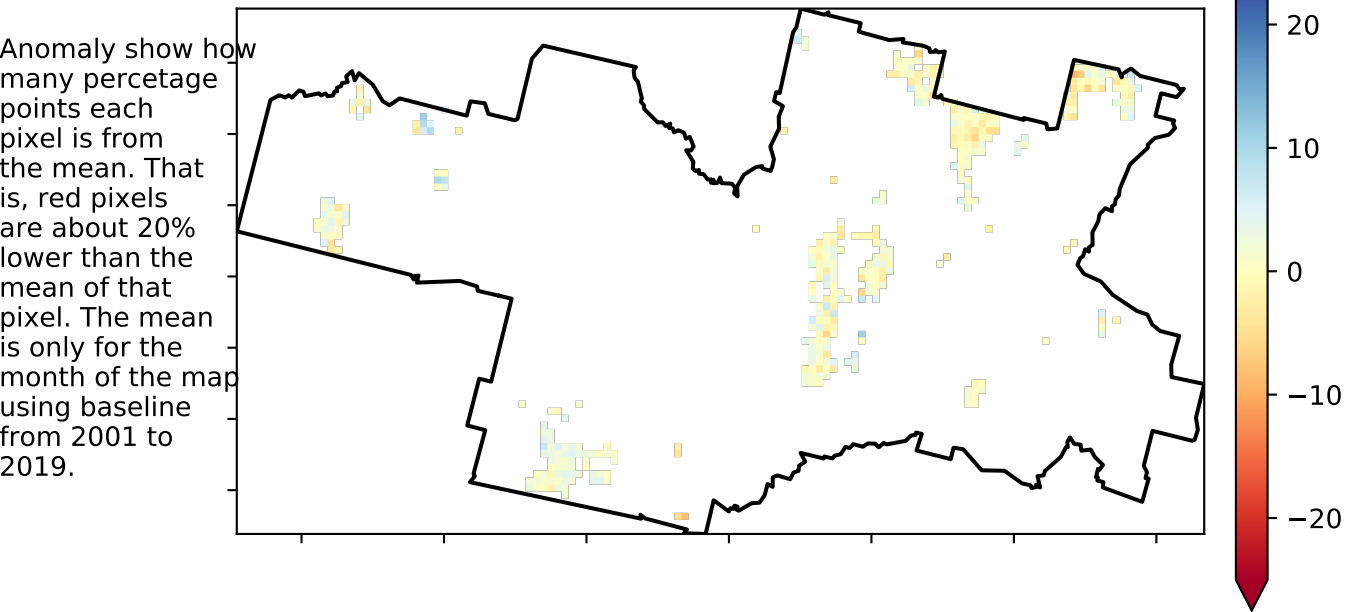 Anomaly show how
many percetage
points each
pixel is from
the mean. That
is, red pixels
are about 20%
lower than the
mean of that
pixel. The mean
is only for the
month of the map
using baseline
from 2001 to
2019.
20
10
0
−10
−20